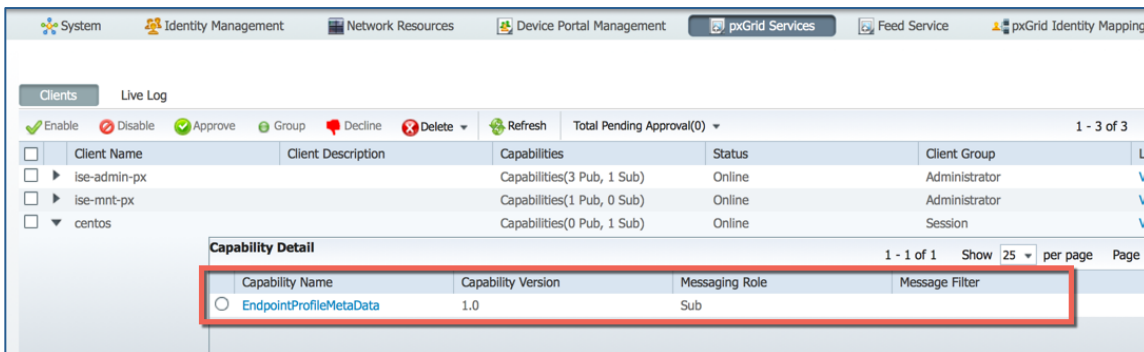 System Identity Management Network Resources Device Portal Management pxGrid Services Feed Service pxGrid Identity Mapping
Clients Live Log
Enable Disable Approve Group Decline Delete Refresh Total Pending Approval(0) 1 - 3 of 3
Client Name Client Description Capabilities Status Client Group L
ise-admin-px Capabilities(3 Pub, 1 Sub) Online Administrator V
ise-mnt-px Capabilities(1 Pub, 0 Sub) Online Administrator V
centos Capabilities(0 Pub, 1 Sub) Online Session V
Capability Detail 1 - 1 of 1 Show 25 per page Page
Capability Name Capability Version Messaging Role Message Filter
EndpointProfileMetaData 1.0 Sub